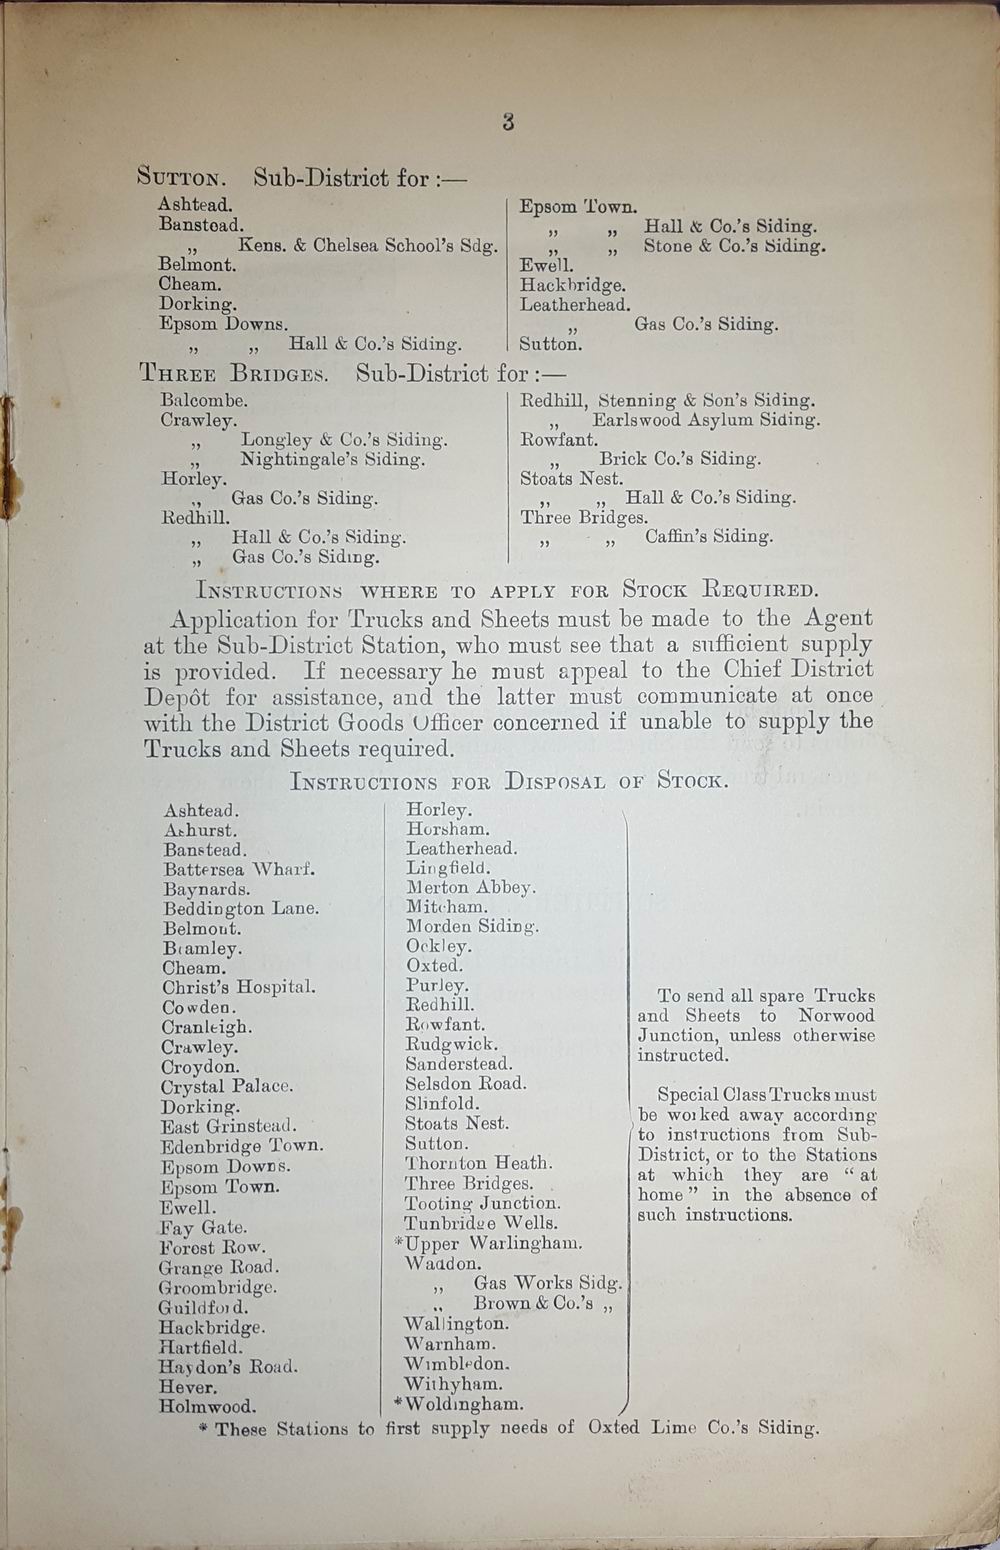 3
SUTTON. Sub-District for :—
Ashtead.
Banstead.
„ Kens. & Chelsea School's Sdg.
Belmont.
Cheam.
Dorking.
Epsom Downs.
„ „ Hall & Co.'s Siding.
Epsom Town.
„ „ Hall & Co.'s Siding.
„ „ Stone & Co.'s Siding.
Ewell.
Hackbridge.
Leatherhead.
„ Gas Co.'s Siding.
Sutton.
THREE BRIDGES. Sub-District for :—
Balcombe.
Crawley.
„ Longley & Co.'s Siding.
„ Nightingale's Siding.
Horley.
„ Gas Co.'s Siding.
Redhill.
„ Hall & Co.'s Siding.
„ Gas Co.'s Siding.
Redhill, Stenning & Son's Siding.
„ Earlswood Asylum Siding.
Rowfant.
„ Brick Co.'s Siding.
Stoats Nest.
„ „ Hall & Co.'s Siding.
Three Bridges.
„ „ Caffin's Siding.
INSTRUCTIONS WHERE TO APPLY FOR STOCK REQUIRED.
Application for Trucks and Sheets must be made to the Agent
at the Sub-District Station, who must see that a sufficient supply
is provided. If necessary he must appeal to the Chief District
Depôt for assistance, and the latter must communicate at once
with the District Goods Officer concerned if unable to supply the
Trucks and Sheets required.
INSTRUCTIONS FOR DISPOSAL OF STOCK.
Ashtead.
Ashurst.
Banstead.
Battersea Wharf.
Baynards.
Beddington Lane.
Belmont.
Bramley.
Cheam.
Christ's Hospital.
Cowden.
Cranleigh.
Crawley.
Croydon.
Crystal Palace.
Dorking.
East Grinstead.
Edenbridge Town.
Epsom Downs.
Epsom Town.
Ewell.
Fay Gate.
Forest Row.
Grange Road.
Groombridge.
Guildford.
Hackbridge.
Hartfield.
Haydon's Road.
Hever.
Holmwood.
Horley.
Horsham.
Leatherhead.
Lingfield.
Merton Abbey.
Mitcham.
Morden Siding.
Ockley.
Oxted.
Purley.
Redhill.
Rowfant.
Rudgwick.
Sanderstead.
Selsdon Road.
Slinfold.
Stoats Nest.
Sutton.
Thornton Heath.
Three Bridges.
Tooting Junction.
Tunbridge Wells.
*Upper Warlingham.
Waddon.
„ Gas Works Sidg.
„ Brown & Co.'s „
Wallington.
Warnham.
Wimbledon.
Withyham.
*Woldingham.
To send all spare Trucks
and Sheets to Norwood
Junction, unless otherwise
instructed.
Special Class Trucks must
be worked away according
to instructions from Sub-
District, or to the Stations
at which they are “ at
home ” in the absence of
such instructions.
* These Stations to first supply needs of Oxted Lime Co.'s Siding.